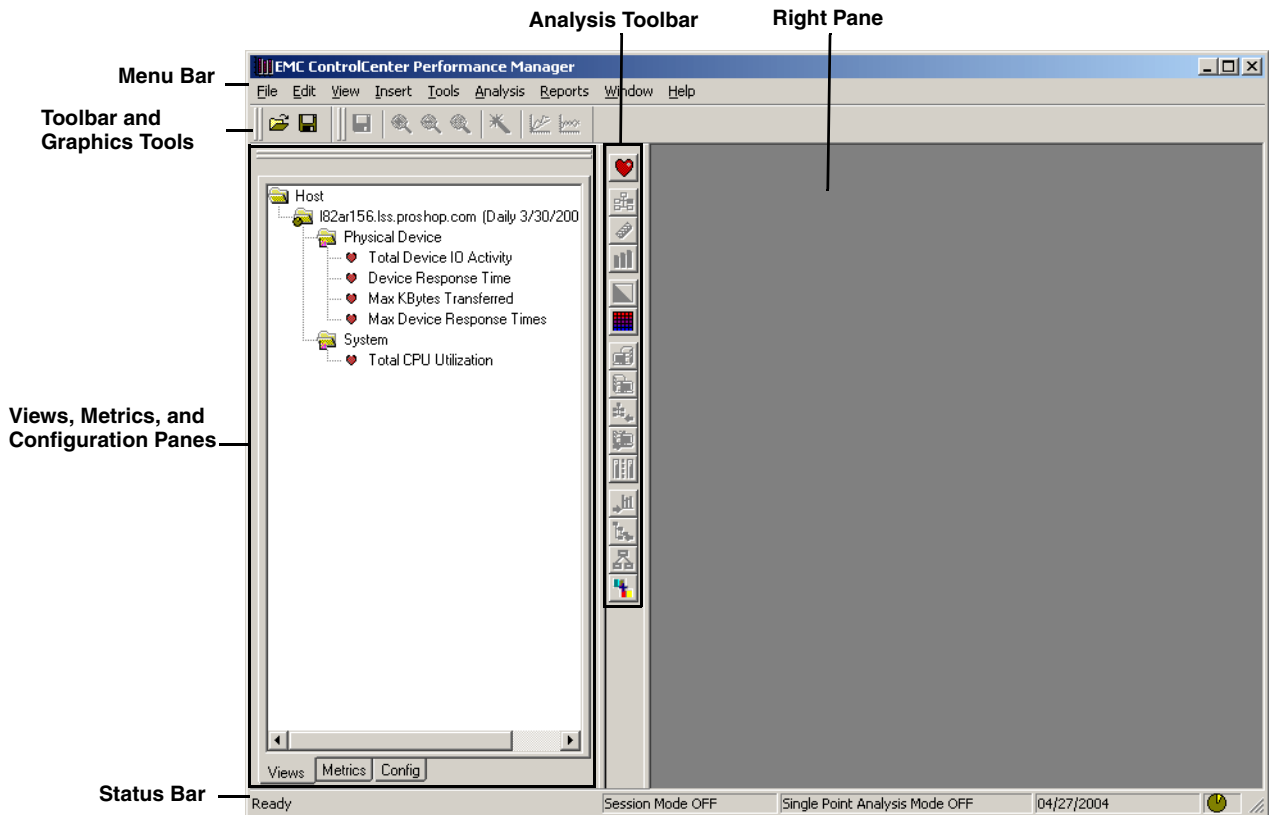 Analysis Toolbar
Right Pane
EMC ControlCenter Performance Manager
Menu Bar
File Edit View Insert Tools Analysis Reports Window Help
Toolbar and
Graphics Tools
Host
l82ar156.lss.proshop.com (Daily 3/30/200
Physical Device
Total Device IO Activity
Device Response Time
Max KBytes Transferred
Max Device Response Times
System
Total CPU Utilization
Views, Metrics, and
Configuration Panes
Views Metrics Config
Status Bar
Ready Session Mode OFF Single Point Analysis Mode OFF 04/27/2004